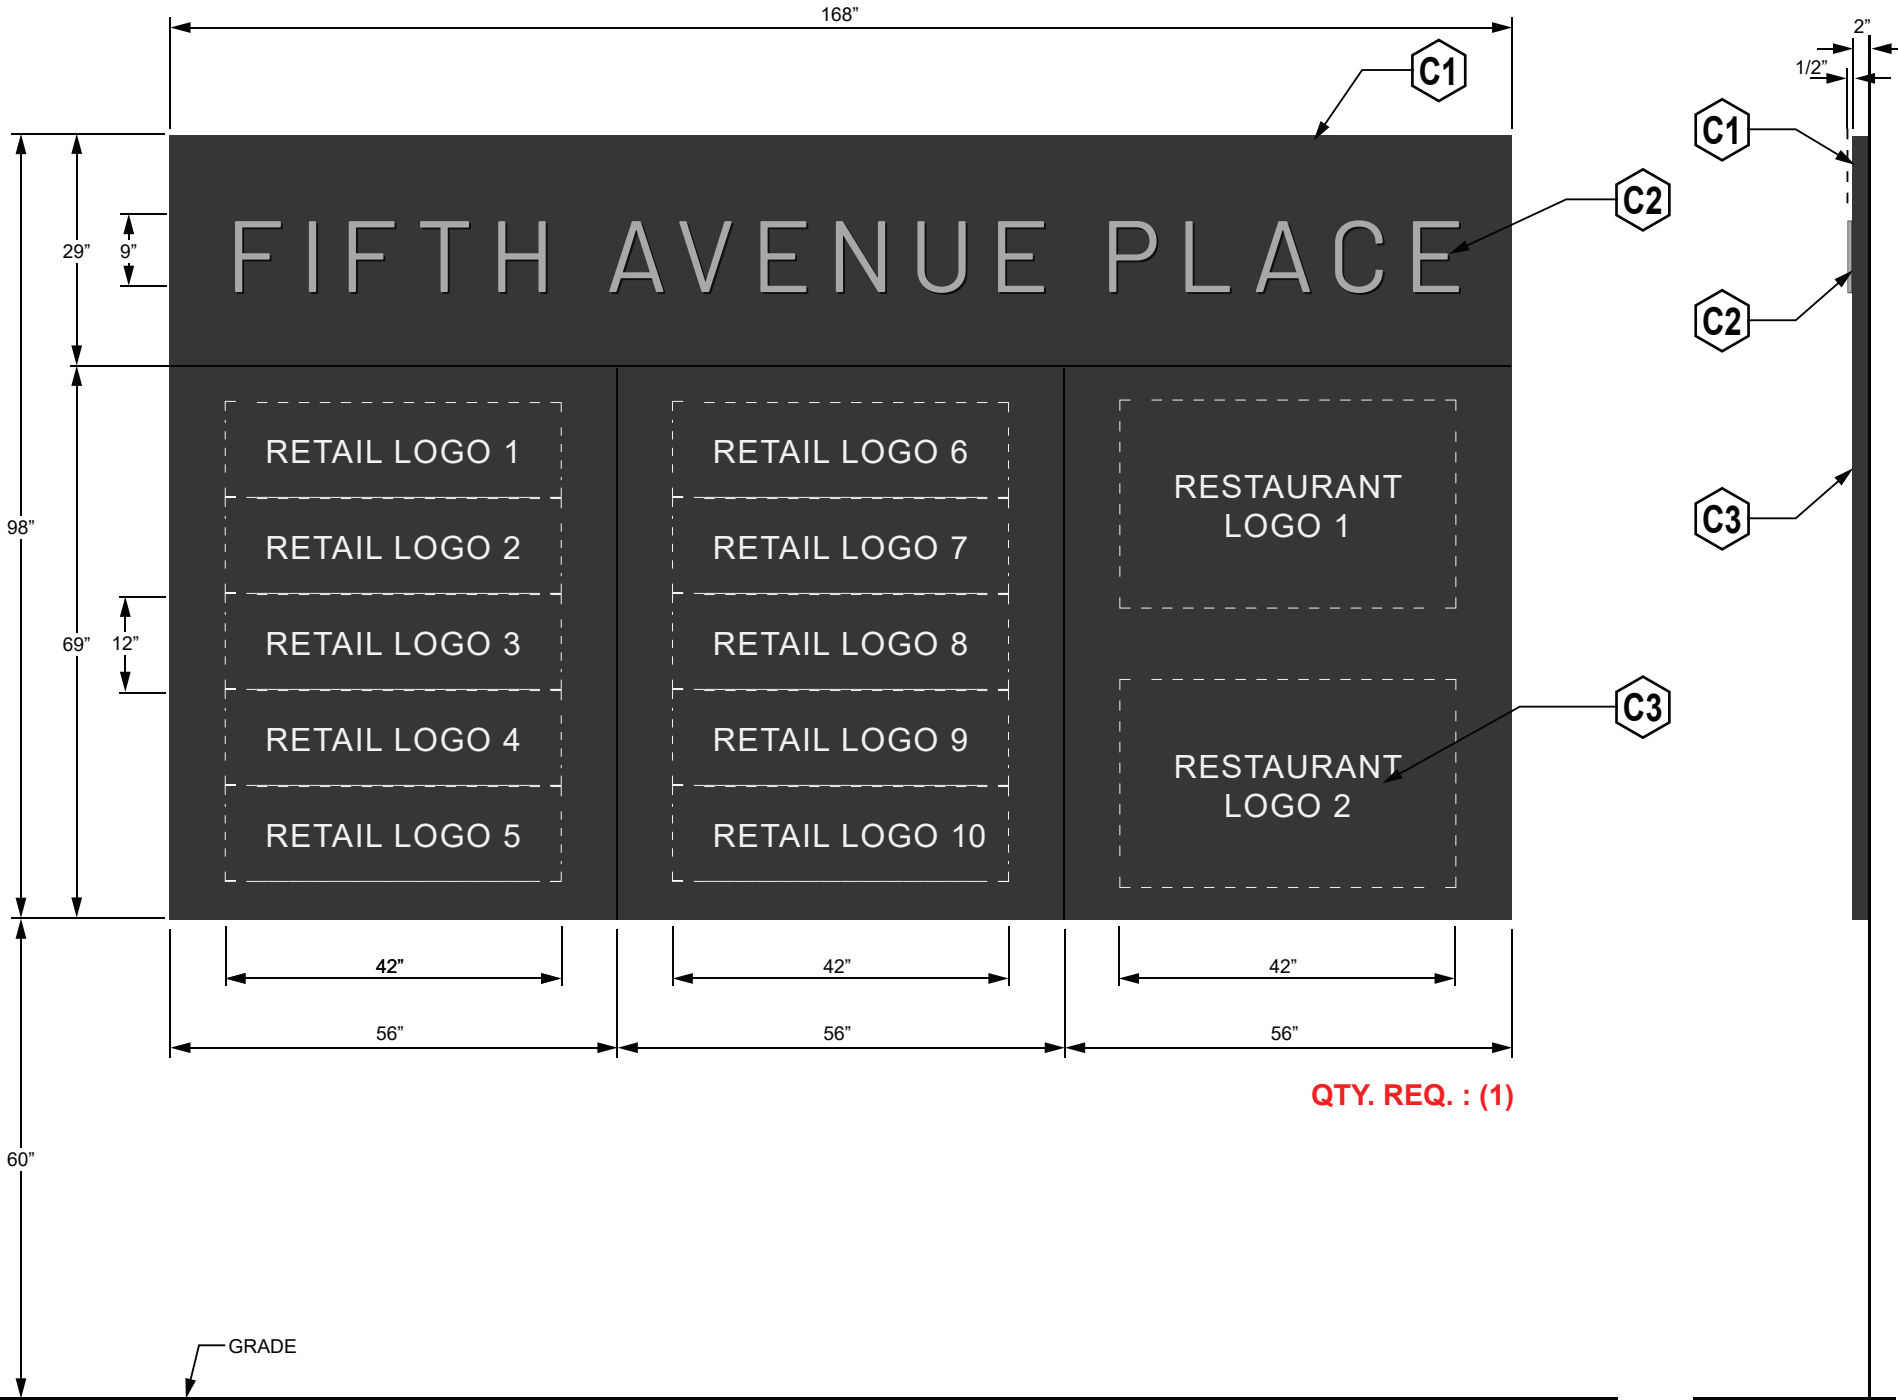 168”
2”
1/2”
C1
C1
C2
C2
C3
C3
29”
9”
98”
69”
12”
60”
FIFTH AVENUE PLACE
RETAIL LOGO 1
RETAIL LOGO 2
RETAIL LOGO 3
RETAIL LOGO 4
RETAIL LOGO 5
RETAIL LOGO 6
RETAIL LOGO 7
RETAIL LOGO 8
RETAIL LOGO 9
RETAIL LOGO 10
RESTAURANT
LOGO 1
RESTAURANT
LOGO 2
42”
42”
42”
56”
56”
56”
QTY. REQ. : (1)
GRADE